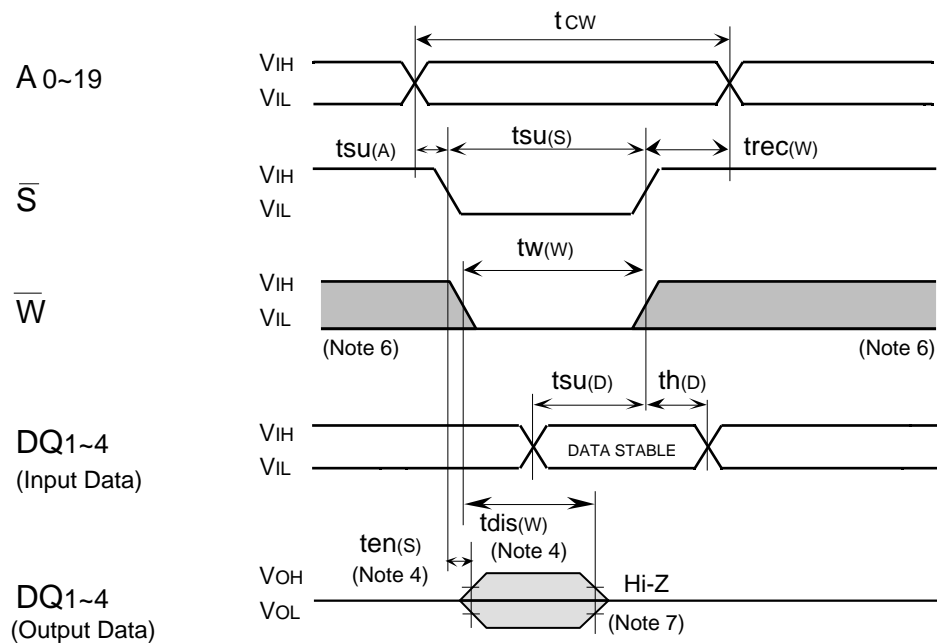 tCW
VIH
A 0~19
VIL
tsu(A) tsu(S) trec(W)
VIH
S
VIL
tw(W)
VIH
W
VIL
(Note 6) (Note 6)
tsu(D) th(D)
VIH
DQ1~4
VIL DATA STABLE
(Input Data)
tdis(W)
ten(S) (Note 4)
(Note 4)
VOH Hi-Z
DQ1~4
VOL (Note 7)
(Output Data)